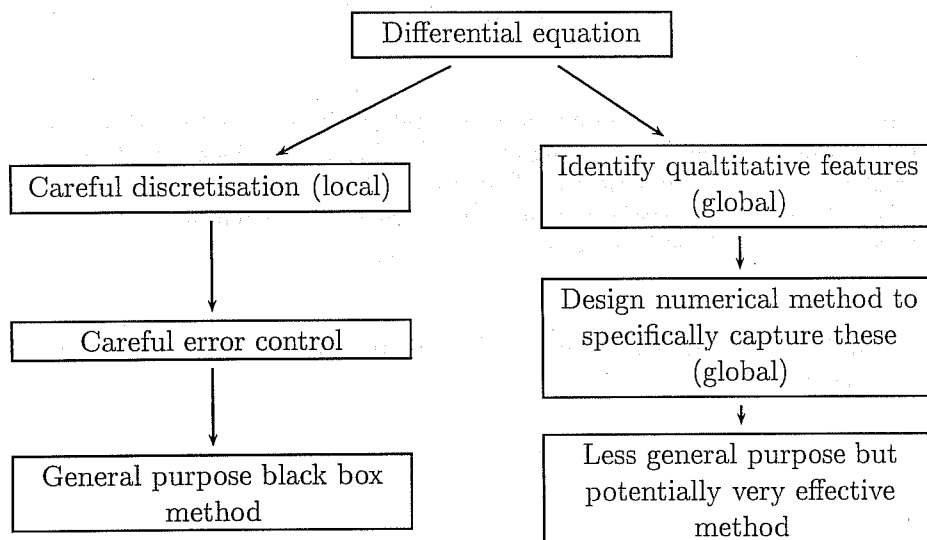 Differential equation
Careful discretisation (local)
Careful error control
General purpose black box
method
Identify qualtitative features
(global)
Design numerical method to
specifically capture these
(global)
Less general purpose but
potentially very effective
method